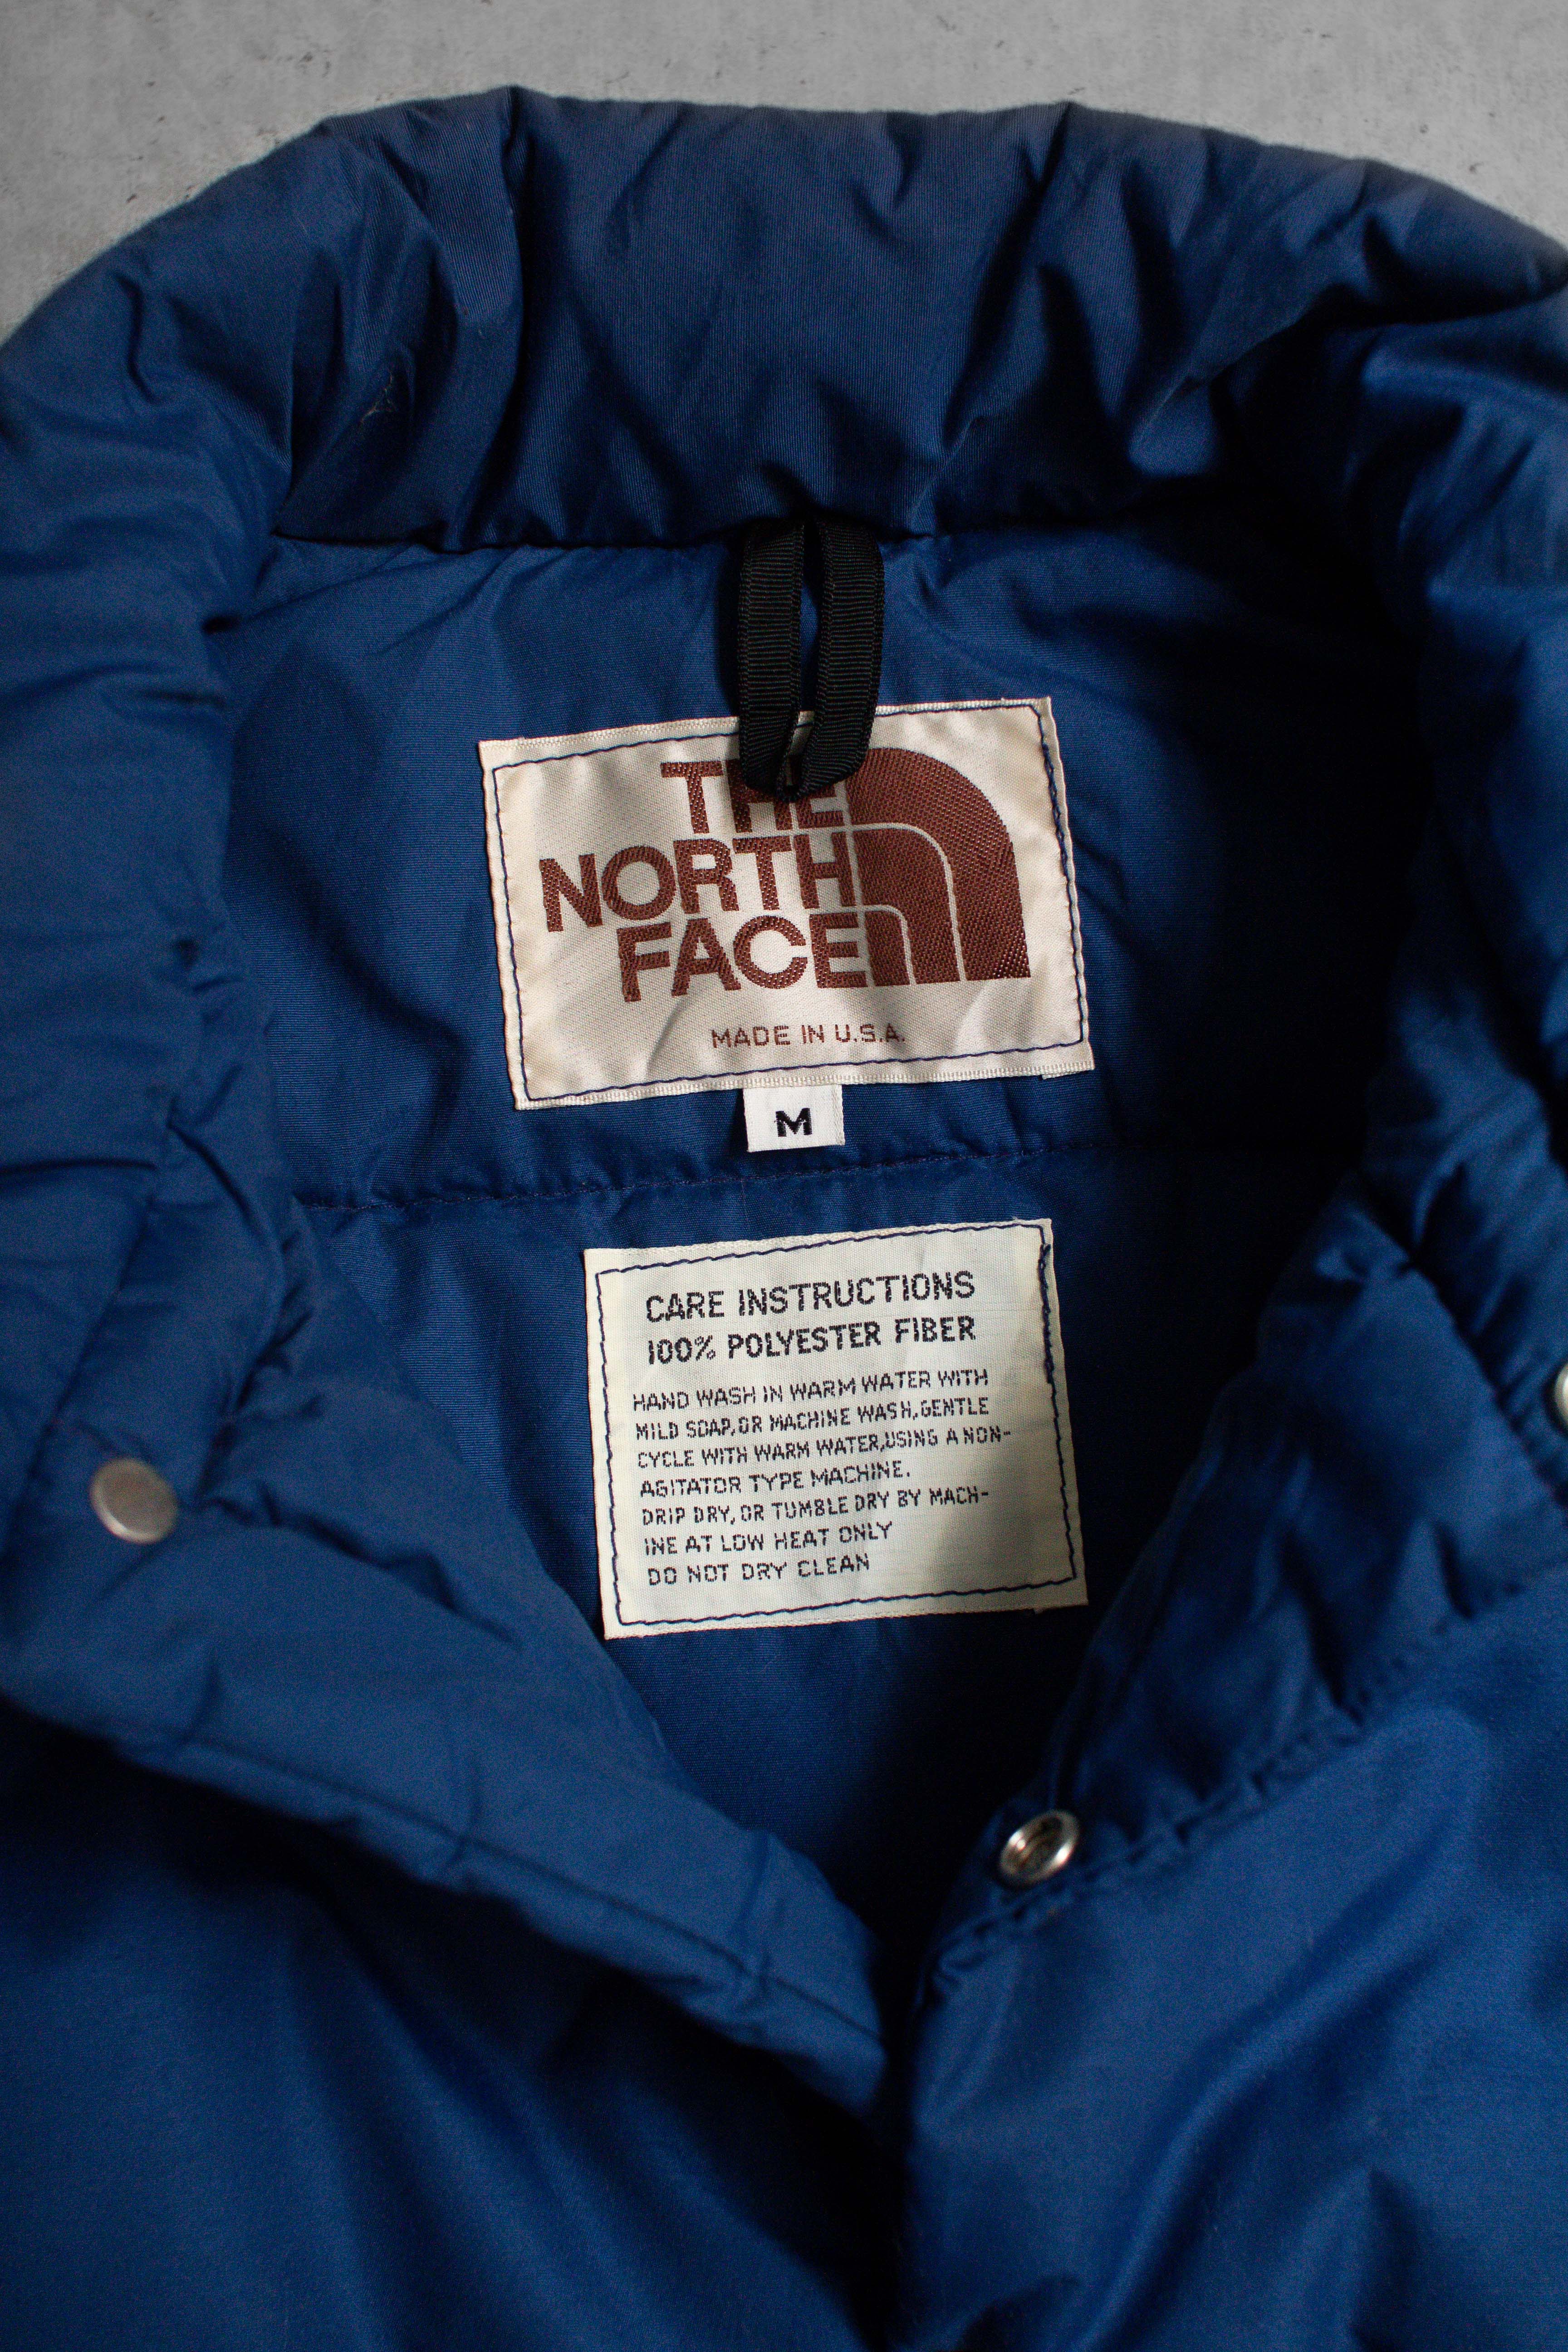 THE
NORTH
FACE
MADE IN U.S.A.
M
CARE INSTRUCTIONS
100% POLYESTER FIBER
HAND WASH IN WARM WATER WITH
MILD SOAP, OR MACHINE WASH, GENTLE
CYCLE WITH WARM WATER, USING A NON-
AGITATOR TYPE MACHINE.
DRIP DRY, OR TUMBLE DRY BY MACH-
INE AT LOW HEAT ONLY
DO NOT DRY CLEAN